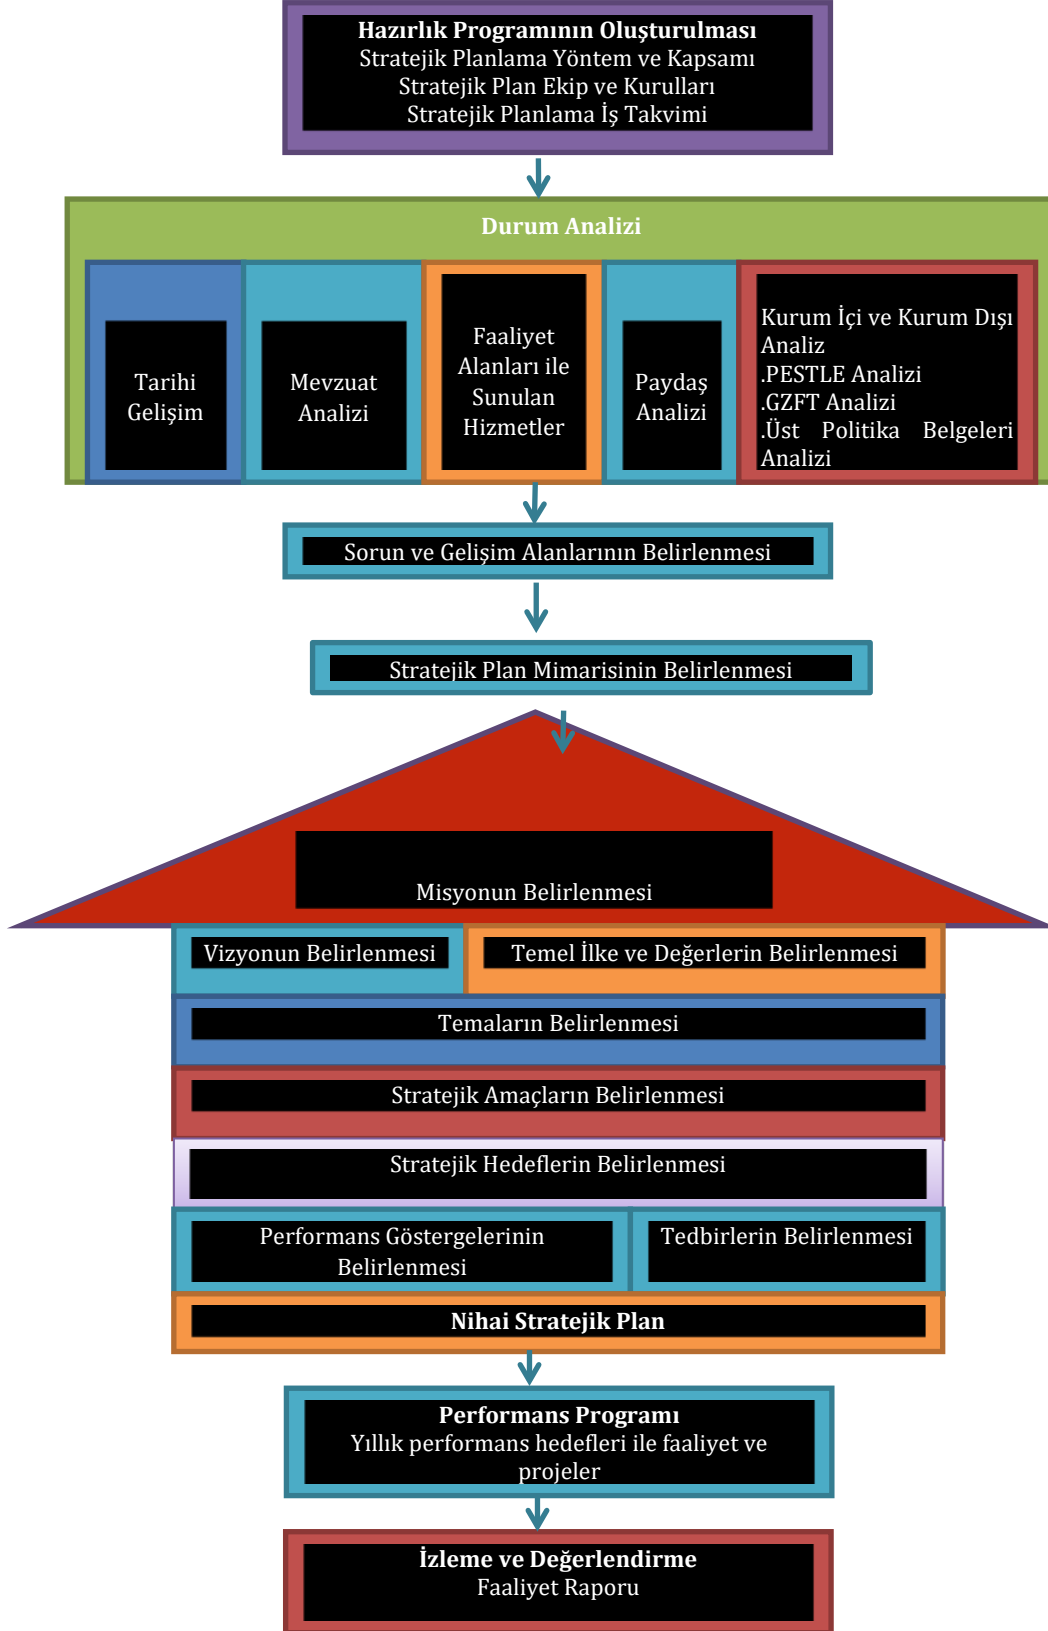 Hazırlık Programının Oluşturulması
Stratejik Planlama Yöntem ve Kapsamı
Stratejik Plan Ekip ve Kurulları
Stratejik Planlama İş Takvimi
Durum Analizi
Tarihi
Gelişim
Mevzuat
Analizi
Faaliyet
Alanları ile
Sunulan
Hizmetler
Paydaş
Analizi
Kurum İçi ve Kurum Dışı
Analiz
.PESTLE Analizi
.GZFT Analizi
.Üst Politika Belgeleri
Analizi
Sorun ve Gelişim Alanlarının Belirlenmesi
Stratejik Plan Mimarisinin Belirlenmesi
Misyonun Belirlenmesi
Vizyonun Belirlenmesi
Temel İlke ve Değerlerin Belirlenmesi
Temaların Belirlenmesi
Stratejik Amaçların Belirlenmesi
Stratejik Hedeflerin Belirlenmesi
Performans Göstergelerinin
Belirlenmesi
Tedbirlerin Belirlenmesi
Nihai Stratejik Plan
Performans Programı
Yıllık performans hedefleri ile faaliyet ve
projeler
İzleme ve Değerlendirme
Faaliyet Raporu